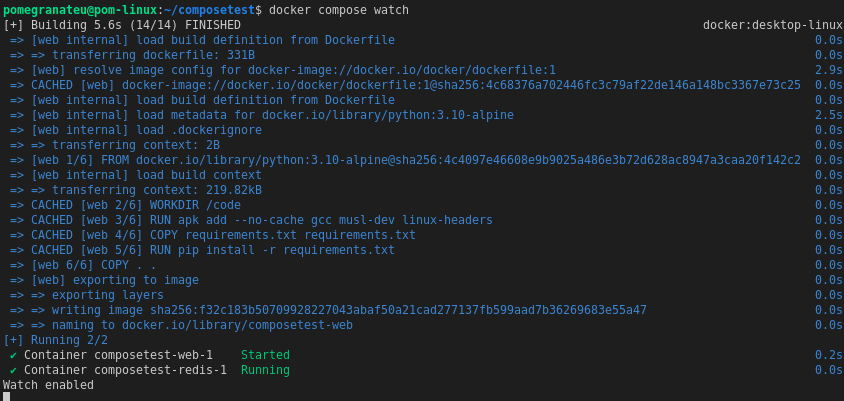 pomegranateu@pom-linux:~/composetest$ docker compose watch
[+] Building 5.6s (14/14) FINISHED docker:desktop-linux
=> [web internal] load build definition from Dockerfile 0.0s
=> => transferring dockerfile: 331B 0.0s
=> [web] resolve image config for docker-image://docker.io/docker/dockerfile:1 2.9s
=> CACHED [web] docker-image://docker.io/docker/dockerfile:1@sha256:4c68376a702446fc3c79af22de146a148bc3367e73c25 0.0s
=> [web internal] load build definition from Dockerfile 0.0s
=> [web internal] load metadata for docker.io/library/python:3.10-alpine 2.5s
=> [web internal] load .dockerignore 0.0s
=> => transferring context: 2B 0.0s
=> [web 1/6] FROM docker.io/library/python:3.10-alpine@sha256:4c4097e46608e9b9025a486e3b72d628ac8947a3caa20f142c2 0.0s
=> [web internal] load build context 0.0s
=> => transferring context: 219.82kB 0.0s
=> CACHED [web 2/6] WORKDIR /code 0.0s
=> CACHED [web 3/6] RUN apk add --no-cache gcc musl-dev linux-headers 0.0s
=> CACHED [web 4/6] COPY requirements.txt requirements.txt 0.0s
=> CACHED [web 5/6] RUN pip install -r requirements.txt 0.0s
=> [web 6/6] COPY . . 0.0s
=> [web] exporting to image 0.0s
=> => exporting layers 0.0s
=> => writing image sha256:f32c183b50709928227043abaf50a21cad277137fb599aad7b36269683e55a47 0.0s
=> => naming to docker.io/library/composetest-web 0.0s
[+] Running 2/2
✔ Container composetest-web-1 Started 0.2s
✔ Container composetest-redis-1 Running 0.0s
Watch enabled